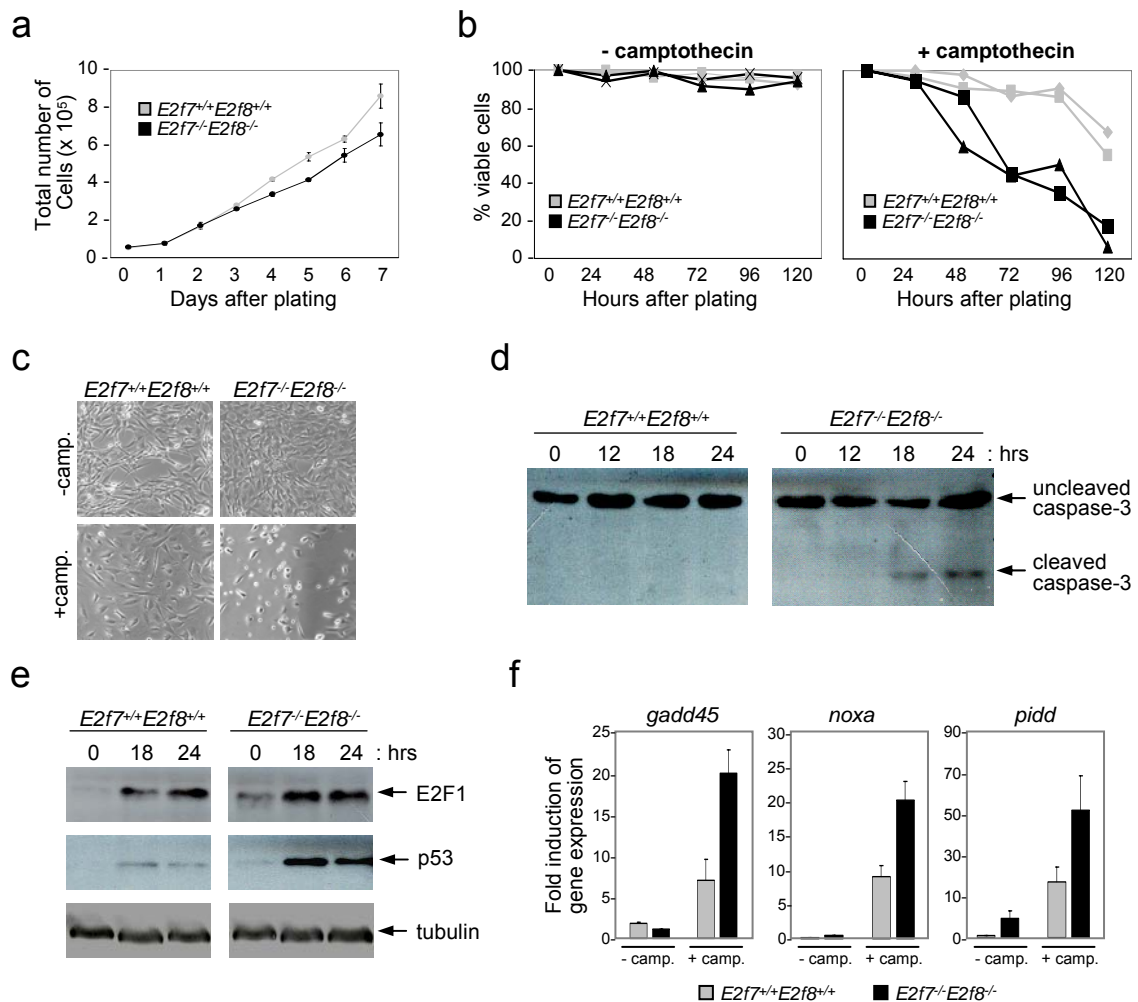 a
Total number of
Cells (x 10⁵)
10
8
6
4
2
0
E2f7+/+E2f8+/+
E2f7-/-E2f8-/-
0 1 2 3 4 5 6 7
Days after plating
b
- camptothecin
% viable cells
100
80
60
40
20
0
E2f7+/+E2f8+/+
E2f7-/-E2f8-/-
0 24 48 72 96 120
Hours after plating
+ camptothecin
100
80
60
40
20
0
E2f7+/+E2f8+/+
E2f7-/-E2f8-/-
0 24 48 72 96 120
Hours after plating
c
E2f7+/+E2f8+/+ E2f7-/-E2f8-/-
-camp.
+camp.
d
E2f7+/+E2f8+/+ E2f7-/-E2f8-/-
0 12 18 24 0 12 18 24 : hrs
uncleaved
caspase-3
cleaved
caspase-3
e
E2f7+/+E2f8+/+ E2f7-/-E2f8-/-
0 18 24 0 18 24 : hrs
E2F1
p53
tubulin
f
Fold induction of
gene expression
gadd45
25
20
15
10
5
0
- camp. + camp.
noxa
30
25
20
15
10
5
0
- camp. + camp.
pidd
90
70
50
30
10
0
- camp. + camp.
E2f7+/+E2f8+/+ E2f7-/-E2f8-/-